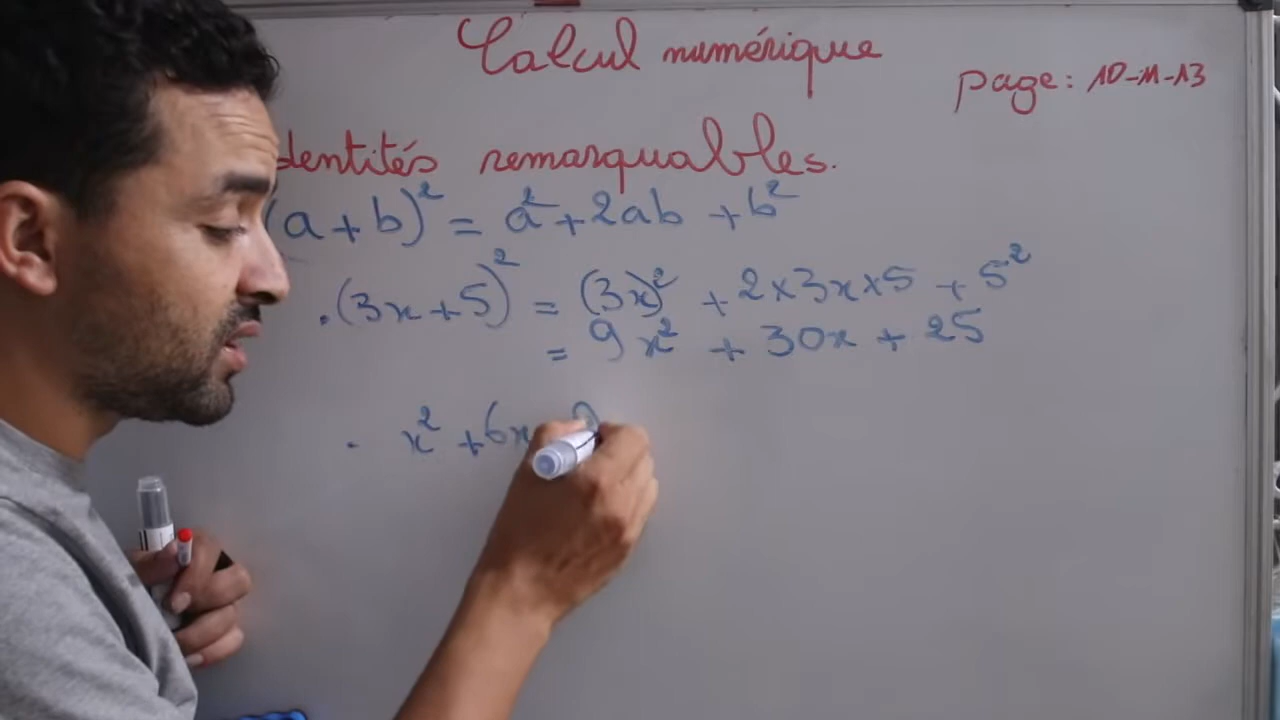 Calcul numérique
page: 10-11-13
dentités remarquables.
(a+b)² = a² + 2ab + b²
.(3x+5)² = (3x)² + 2×3x×5 + 5²
= 9x² + 30x + 25
. x² + 6x